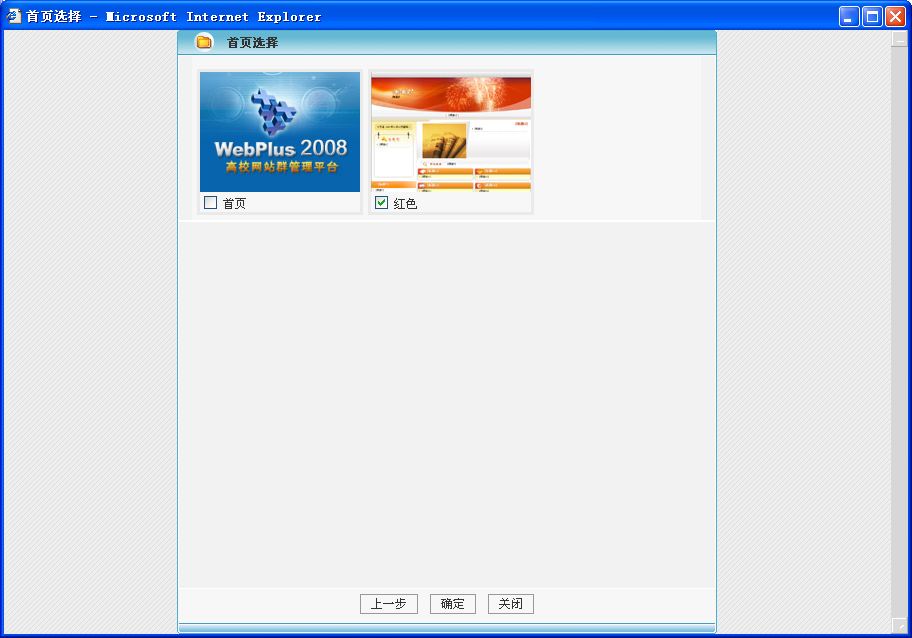 首页选择 - Microsoft Internet Explorer
首页选择
WebPlus 2008
高校网站群管理平台
首页
红色
上一步
确定
关闭